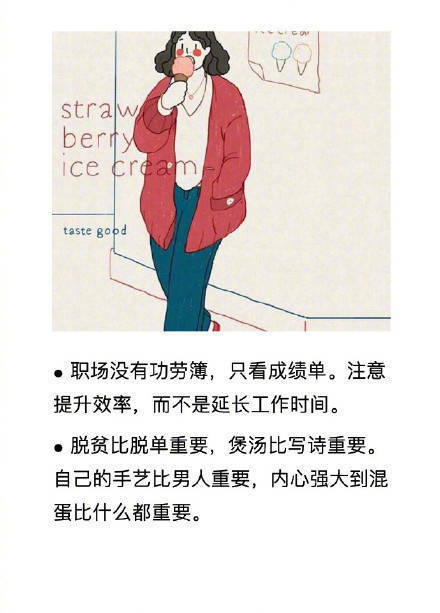 ice cream
straw
berry
ice cream
taste good
● 职场没有功劳簿，只看成绩单。注意
提升效率，而不是延长工作时间。
● 脱贫比脱单重要，煲汤比写诗重要。
自己的手艺比男人重要，内心强大到混
蛋比什么都重要。